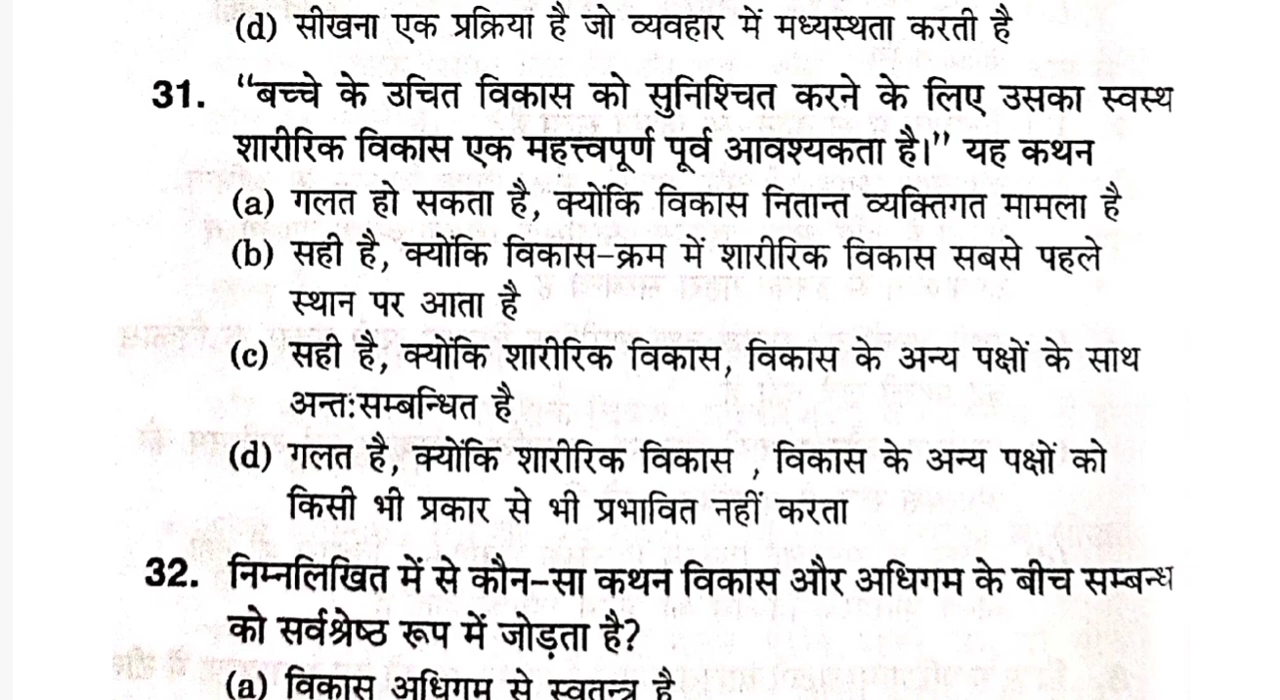 (d) सीखना एक प्रक्रिया है जो व्यवहार में मध्यस्थता करती है
31. “बच्चे के उचित विकास को सुनिश्चित करने के लिए उसका स्वस्थ
शारीरिक विकास एक महत्त्वपूर्ण पूर्व आवश्यकता है।” यह कथन
(a) गलत हो सकता है, क्योंकि विकास नितान्त व्यक्तिगत मामला है
(b) सही है, क्योंकि विकास-क्रम में शारीरिक विकास सबसे पहले
स्थान पर आता है
(c) सही है, क्योंकि शारीरिक विकास, विकास के अन्य पक्षों के साथ
अन्तःसम्बन्धित है
(d) गलत है, क्योंकि शारीरिक विकास , विकास के अन्य पक्षों को
किसी भी प्रकार से भी प्रभावित नहीं करता
32. निम्नलिखित में से कौन-सा कथन विकास और अधिगम के बीच सम्बन्ध
को सर्वश्रेष्ठ रूप में जोड़ता है?
(a) विकास अधिगम से स्वतन्त्र है